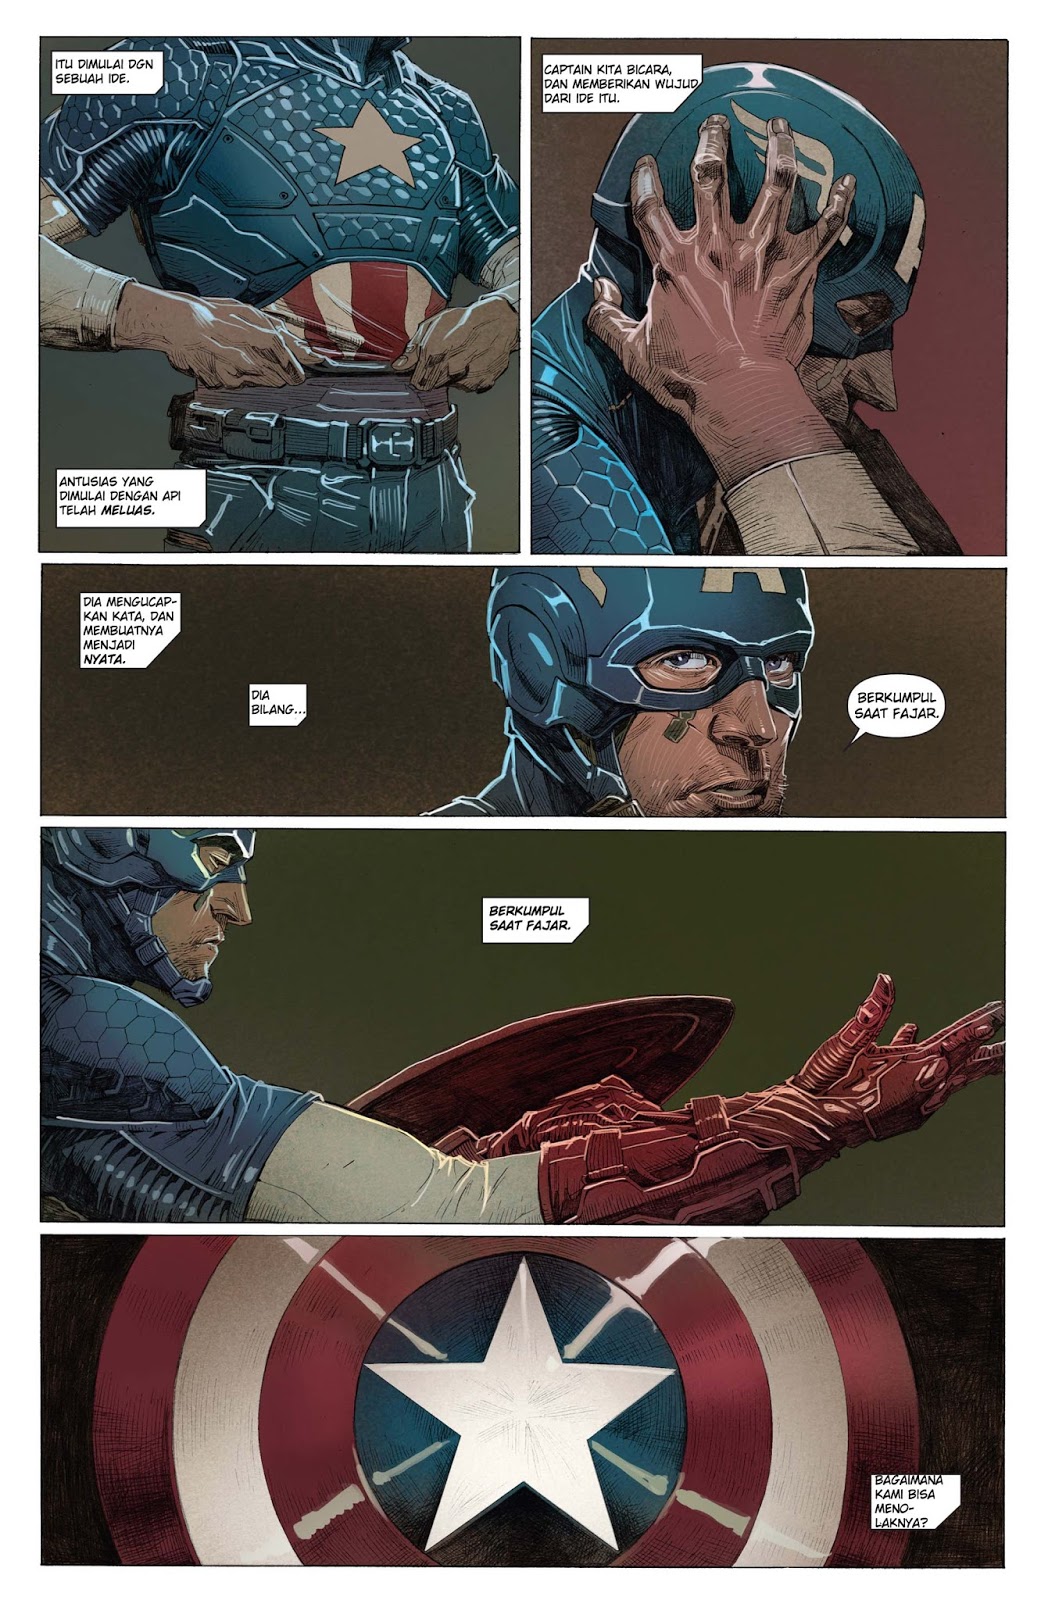 ITU DIMULAI DGN
SEBUAH IDE.
ANTUSIAS YANG
DIMULAI DENGAN API
TELAH MELUAS.
CAPTAIN KITA BICARA,
DAN MEMBERIKAN WUJUD
DARI IDE ITU.
DIA MENGUCAP-
KAN KATA, DAN
MEMBUATNYA
MENJADI
NYATA.
DIA
BILANG...
BERKUMPUL
SAAT FAJAR.
BERKUMPUL
SAAT FAJAR.
BAGAIMANA
KAMI BISA
MENO-
LAKNYA?